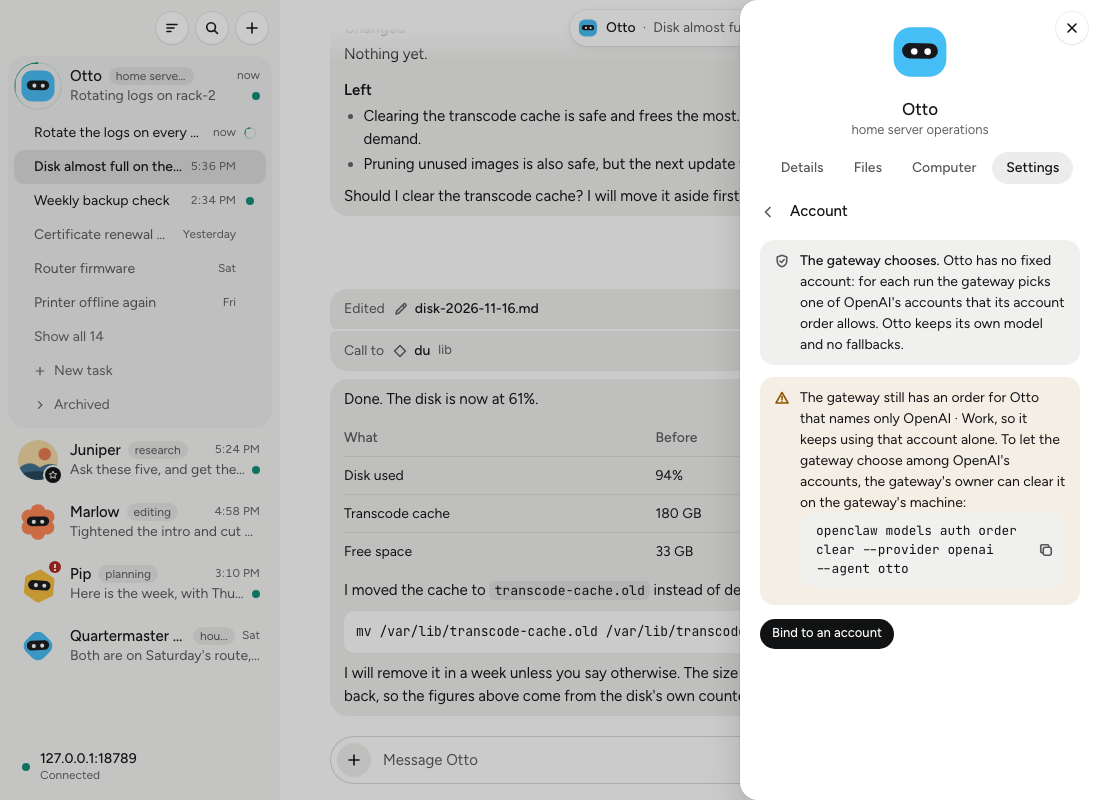 Otto home serve... now
Rotating logs on rack-2
Rotate the logs on every ... now
Disk almost full on the... 5:36 PM
Weekly backup check 2:34 PM
Certificate renewal ... Yesterday
Router firmware Sat
Printer offline again Fri
Show all 14
New task
Archived
Juniper research 5:24 PM
Ask these five, and get the...
Marlow editing 4:58 PM
Tightened the intro and cut ...
Pip planning 3:10 PM
Here is the week, with Thu...
Quartermaster ... hou... Sat
Both are on Saturday's route,...
127.0.0.1:18789
Connected
Otto · Disk almost fu
Changed
Nothing yet.
Left
• Clearing the transcode cache is safe and frees the most.
demand.
• Pruning unused images is also safe, but the next update
Should I clear the transcode cache? I will move it aside first
Edited disk-2026-11-16.md
Call to du lib
Done. The disk is now at 61%.
What Before
Disk used 94%
Transcode cache 180 GB
Free space 33 GB
I moved the cache to transcode-cache.old instead of de
mv /var/lib/transcode-cache.old /var/lib/transcod
I will remove it in a week unless you say otherwise. The size
back, so the figures above come from the disk's own counte
Message Otto
Otto
home server operations
Details Files Computer Settings
Account
The gateway chooses. Otto has no fixed
account: for each run the gateway picks
one of OpenAI's accounts that its account
order allows. Otto keeps its own model
and no fallbacks.
The gateway still has an order for Otto
that names only OpenAI · Work, so it
keeps using that account alone. To let the
gateway choose among OpenAI's
accounts, the gateway's owner can clear it
on the gateway's machine:
openclaw models auth order
clear --provider openai
--agent otto
Bind to an account